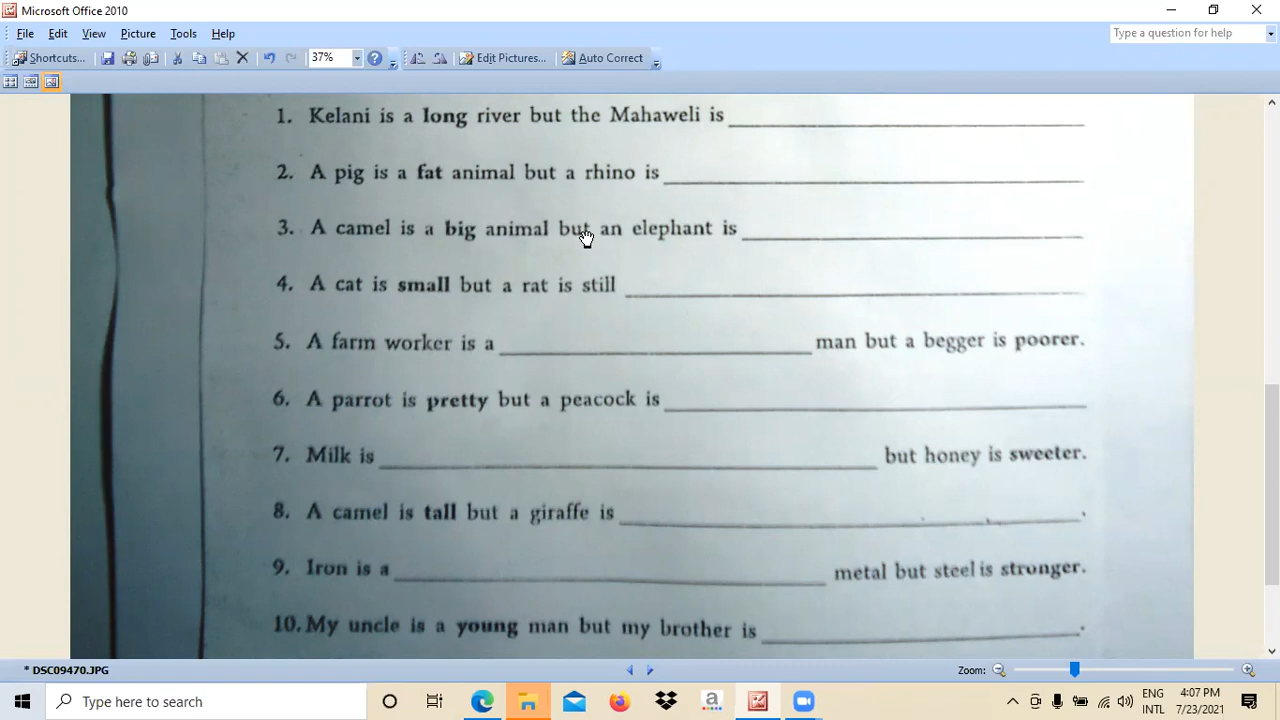 Microsoft Office 2010
File Edit View Picture Tools Help
Type a question for help
Shortcuts... 37% Edit Pictures... Auto Correct
1. Kelani is a long river but the Mahaweli is
2. A pig is a fat animal but a rhino is
3. A camel is a big animal but an elephant is
4. A cat is small but a rat is still
5. A farm worker is a man but a begger is poorer.
6. A parrot is pretty but a peacock is
7. Milk is but honey is sweeter.
8. A camel is tall but a giraffe is .
9. Iron is a metal but steel is stronger.
10. My uncle is a young man but my brother is .
* DSC09470.JPG Zoom:
Type here to search
ENG 4:07 PM
INTL 7/23/2021